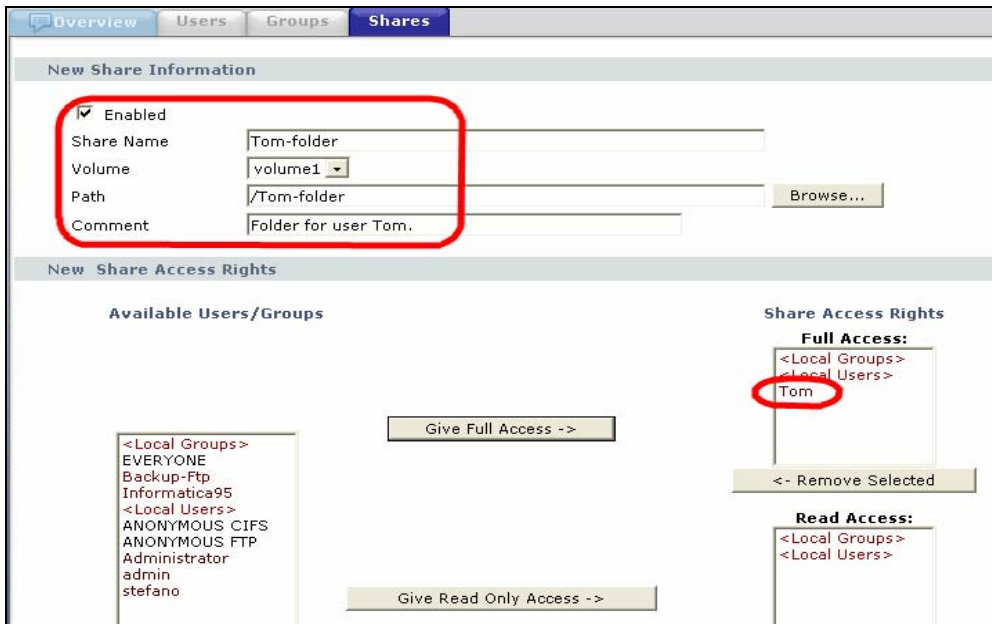 Overview Users Groups Shares
New Share Information
Enabled
Share Name Tom-folder
Volume volume1
Path /Tom-folder Browse...
Comment Folder for user Tom.
New Share Access Rights
Available Users/Groups
Share Access Rights
Full Access:
<Local Groups>
<Local Users>
Tom
Give Full Access ->
<- Remove Selected
<Local Groups>
EVERYONE
Backup-Ftp
Informatica95
<Local Users>
ANONYMOUS CIFS
ANONYMOUS FTP
Administrator
admin
stefano
Give Read Only Access ->
Read Access:
<Local Groups>
<Local Users>